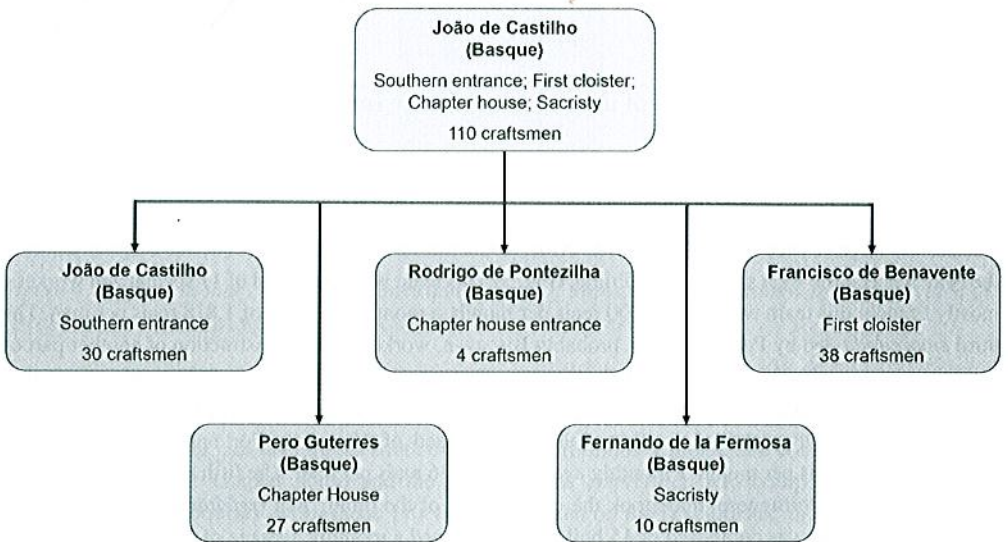 João de Castilho
(Basque)
Southern entrance; First cloister;
Chapter house; Sacristy
110 craftsmen
João de Castilho
(Basque)
Southern entrance
30 craftsmen
Rodrigo de Pontezilha
(Basque)
Chapter house entrance
4 craftsmen
Francisco de Benavente
(Basque)
First cloister
38 craftsmen
Pero Guterres
(Basque)
Chapter House
27 craftsmen
Fernando de la Fermosa
(Basque)
Sacristy
10 craftsmen